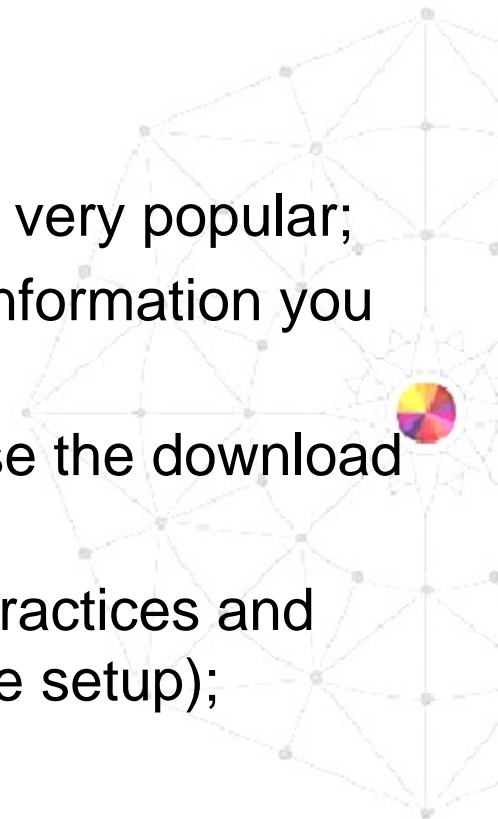 very popular;
nformation you
se the download
ractices and
e setup);